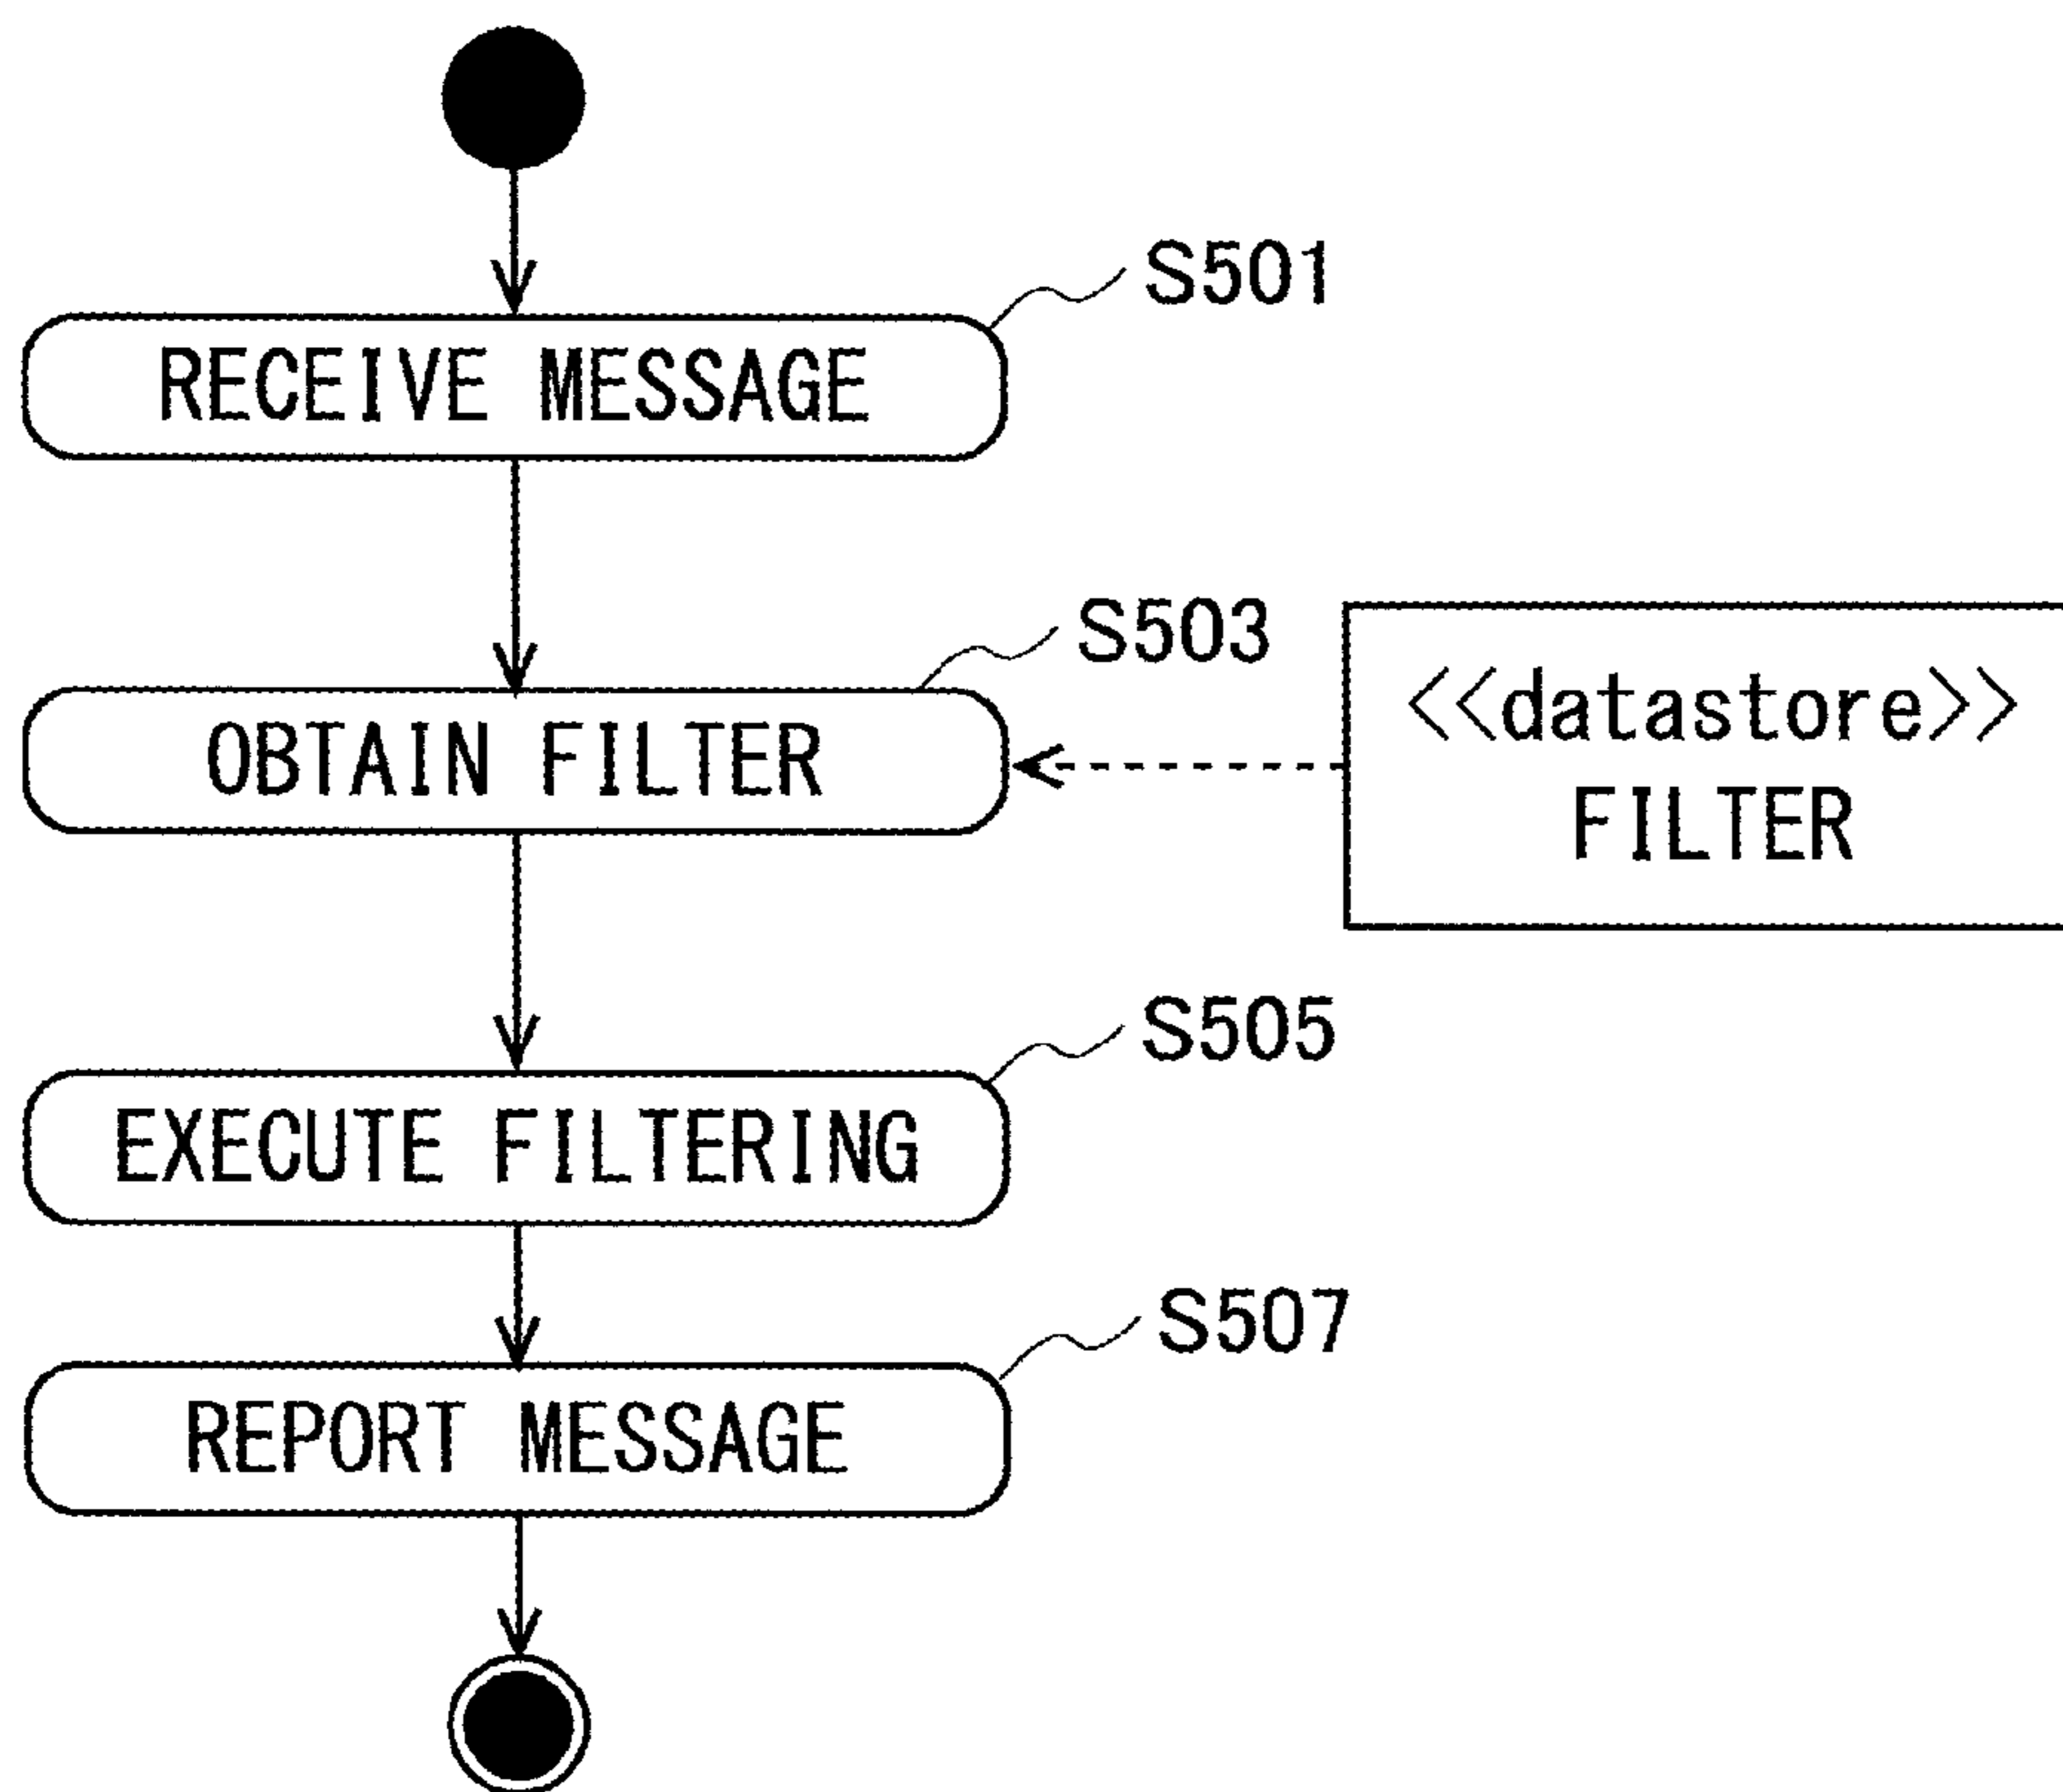 S501
RECEIVE MESSAGE
S503
OBTAIN FILTER
<<datastore>>
FILTER
S505
EXECUTE FILTERING
S507
REPORT MESSAGE